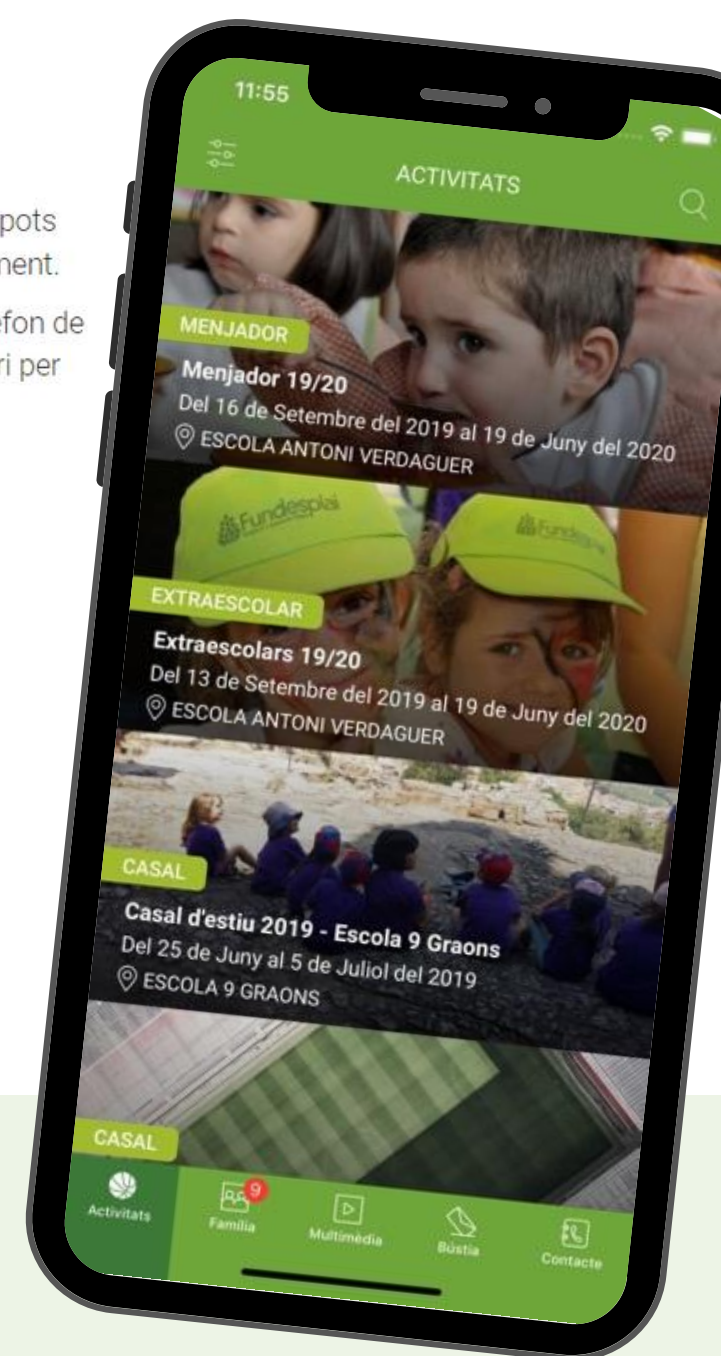 pots
ment.
efon de
ri per
11:55
ACTIVITATS
MENJADOR
Menjador 19/20
Del 16 de Setembre del 2019 al 19 de Juny del 2020
ESCOLA ANTONI VERDAGUER
Fundesplai
EXTRAESCOLAR
Extraescolars 19/20
Del 13 de Setembre del 2019 al 19 de Juny del 2020
ESCOLA ANTONI VERDAGUER
CASAL
Casal d'estiu 2019 - Escola 9 Graons
Del 25 de Juny al 5 de Juliol del 2019
ESCOLA 9 GRAONS
CASAL
9
Activitats
Família
Multimèdia
Bústia
Contacte